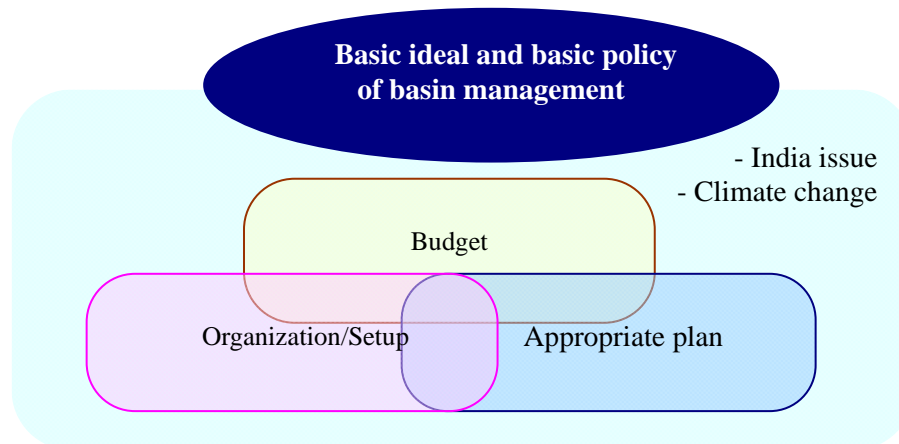 Basic ideal and basic policy
of basin management
- India issue
- Climate change
Budget
Organization/Setup
Appropriate plan